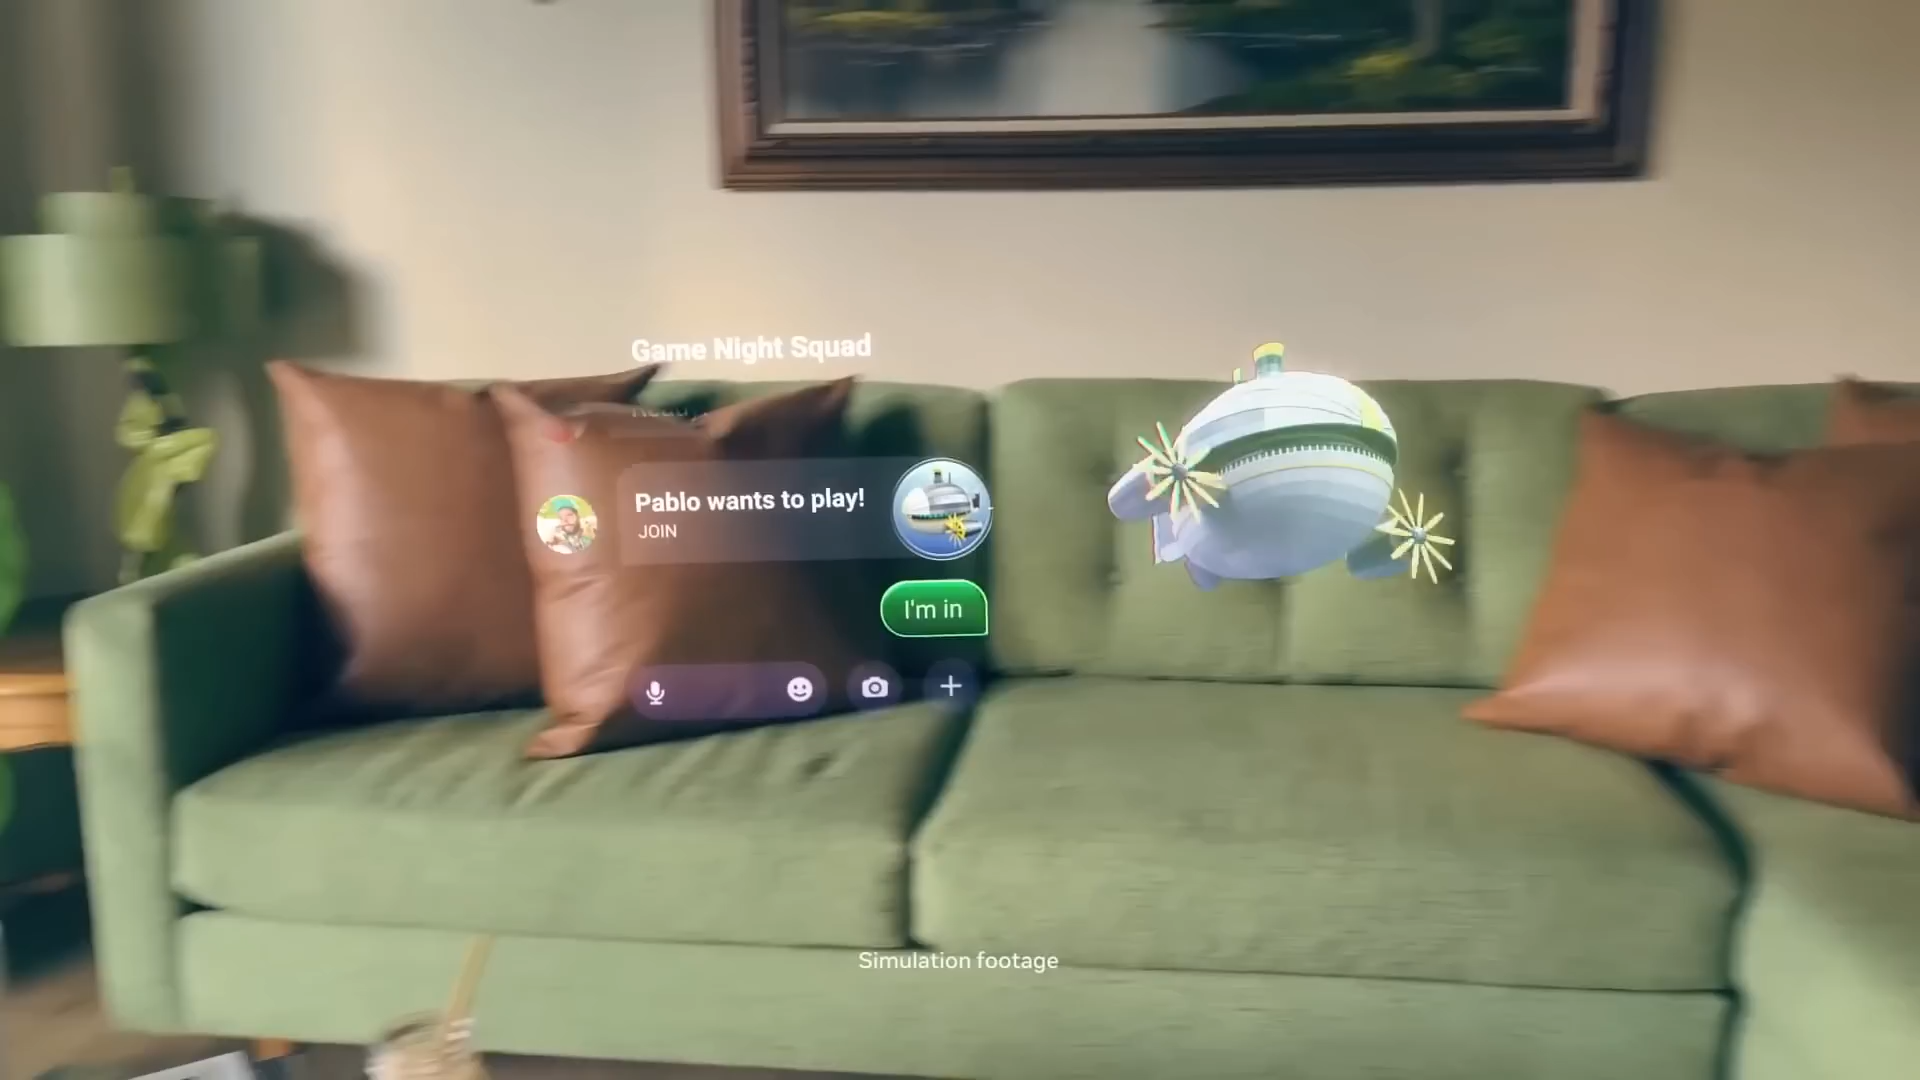 Game Night Squad
Pablo wants to play!
JOIN
I'm in
Simulation footage